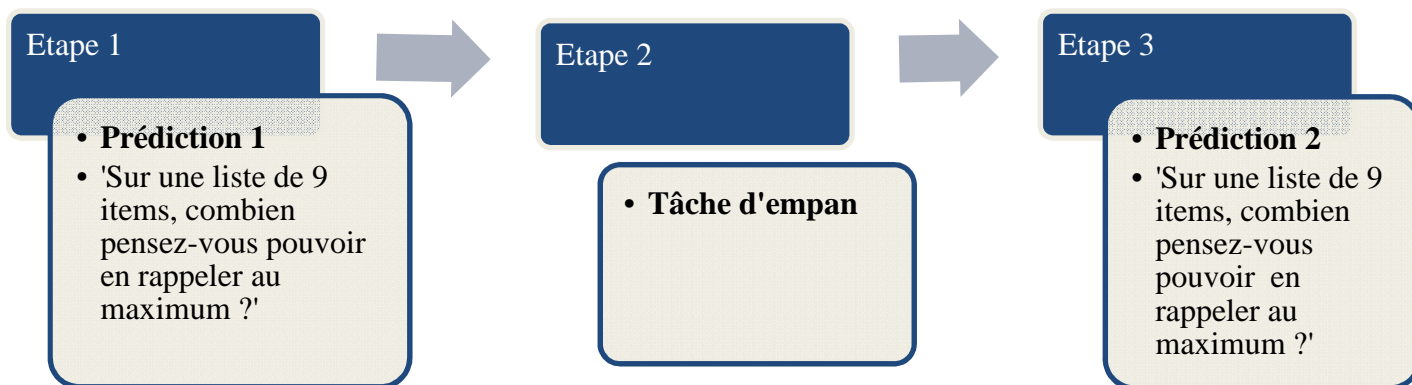 Etape 1
• Prédiction 1
• 'Sur une liste de 9
items, combien
pensez-vous pouvoir
en rappeler au
maximum ?'
Etape 2
• Tâche d'empan
Etape 3
• Prédiction 2
• 'Sur une liste de 9
items, combien
pensez-vous
pouvoir en
rappeler au
maximum ?'